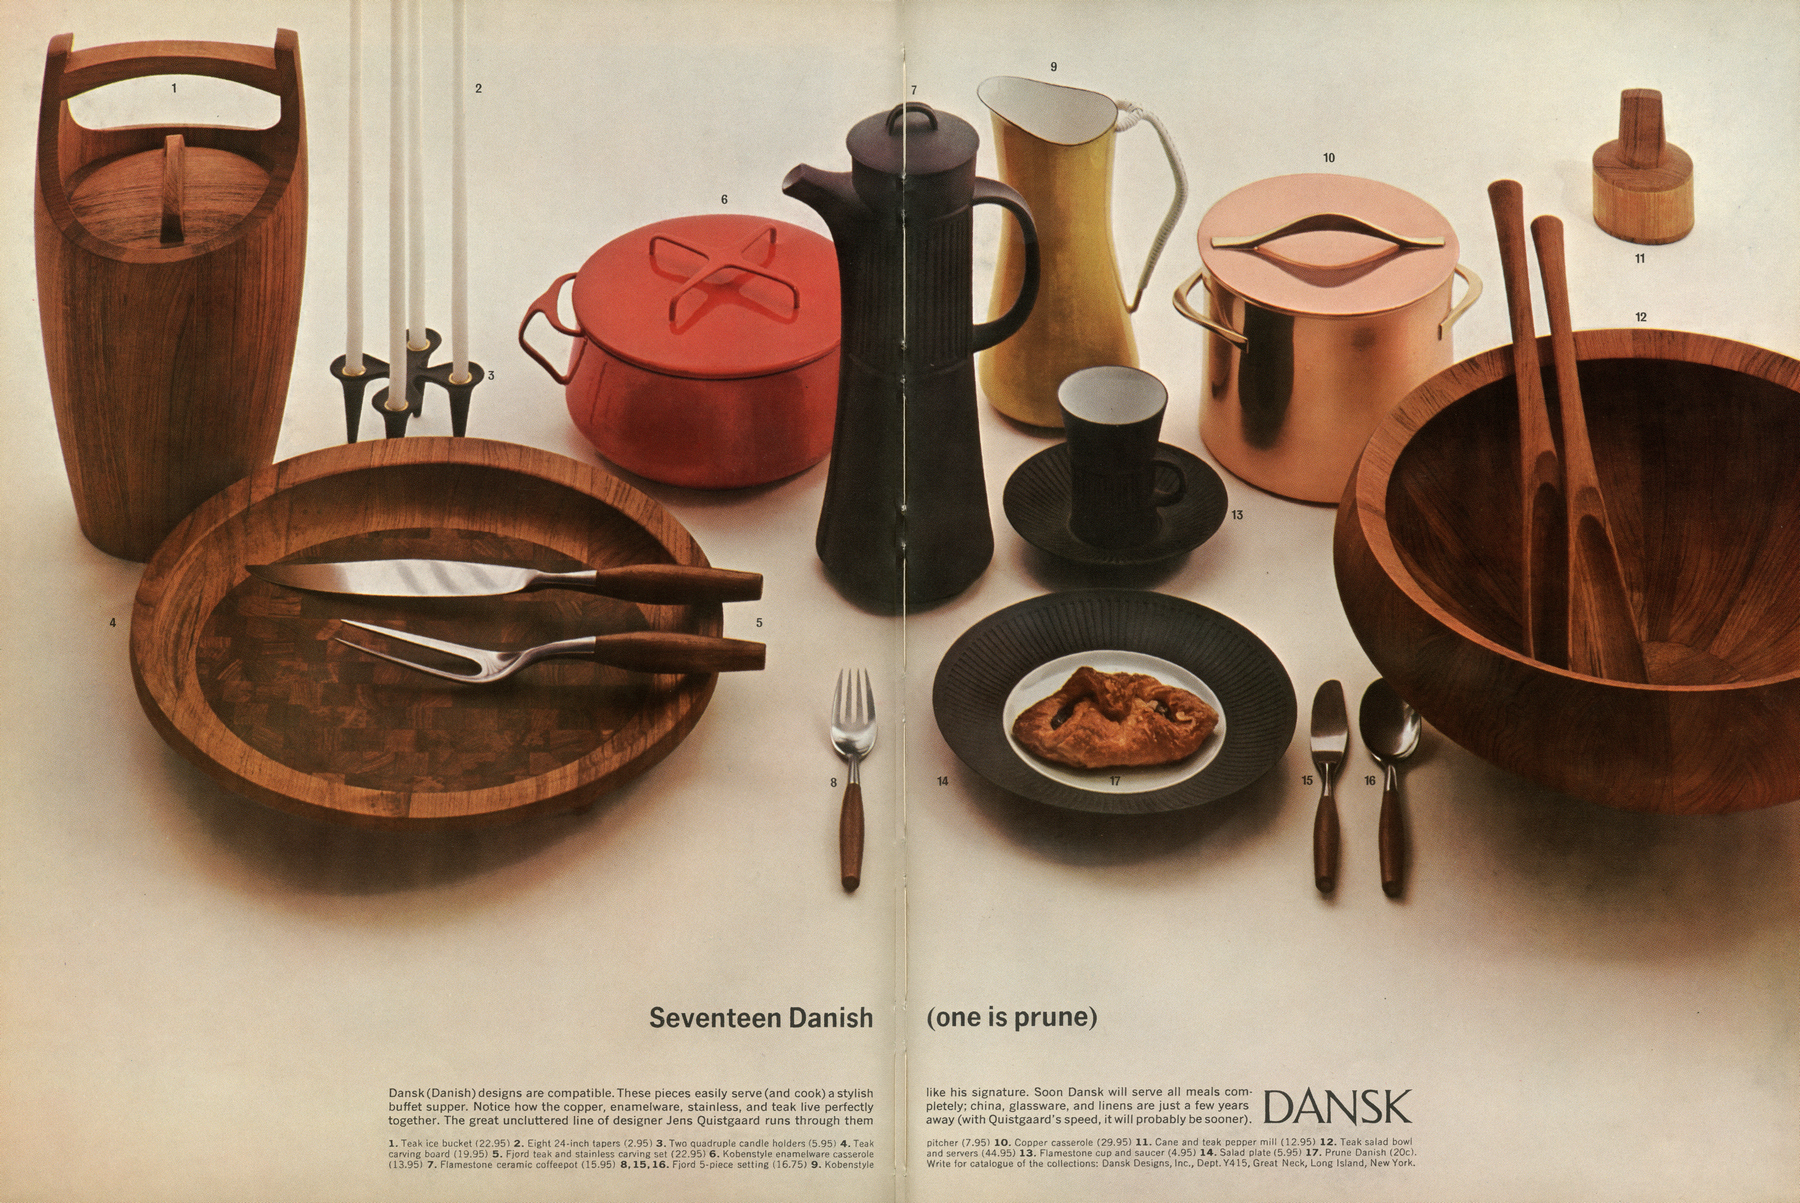 1
2
3
4
5
6
7
8
9
10
11
12
13
14
15
16
17
Seventeen Danish (one is prune)
Dansk (Danish) designs are compatible. These pieces easily serve (and cook) a stylish
buffet supper. Notice how the copper, enamelware, stainless, and teak live perfectly
together. The great uncluttered line of designer Jens Quistgaard runs through them
like his signature. Soon Dansk will serve all meals com-
pletely; china, glassware, and linens are just a few years
away (with Quistgaard's speed, it will probably be sooner).
DANSK
1. Teak ice bucket (22.95) 2. Eight 24-inch tapers (2.95) 3. Two quadruple candle holders (5.95) 4. Teak
carving board (19.95) 5. Fjord teak and stainless carving set (22.95) 6. Kobenstyle enamelware casserole
(13.95) 7. Flamestone ceramic coffeepot (15.95) 8, 15, 16. Fjord 5-piece setting (16.75) 9. Kobenstyle
pitcher (7.95) 10. Copper casserole (29.95) 11. Cane and teak pepper mill (12.95) 12. Teak salad bowl
and servers (44.95) 13. Flamestone cup and saucer (4.95) 14. Salad plate (5.95) 17. Prune Danish (20c).
Write for catalogue of the collections: Dansk Designs, Inc., Dept. Y415, Great Neck, Long Island, New York.